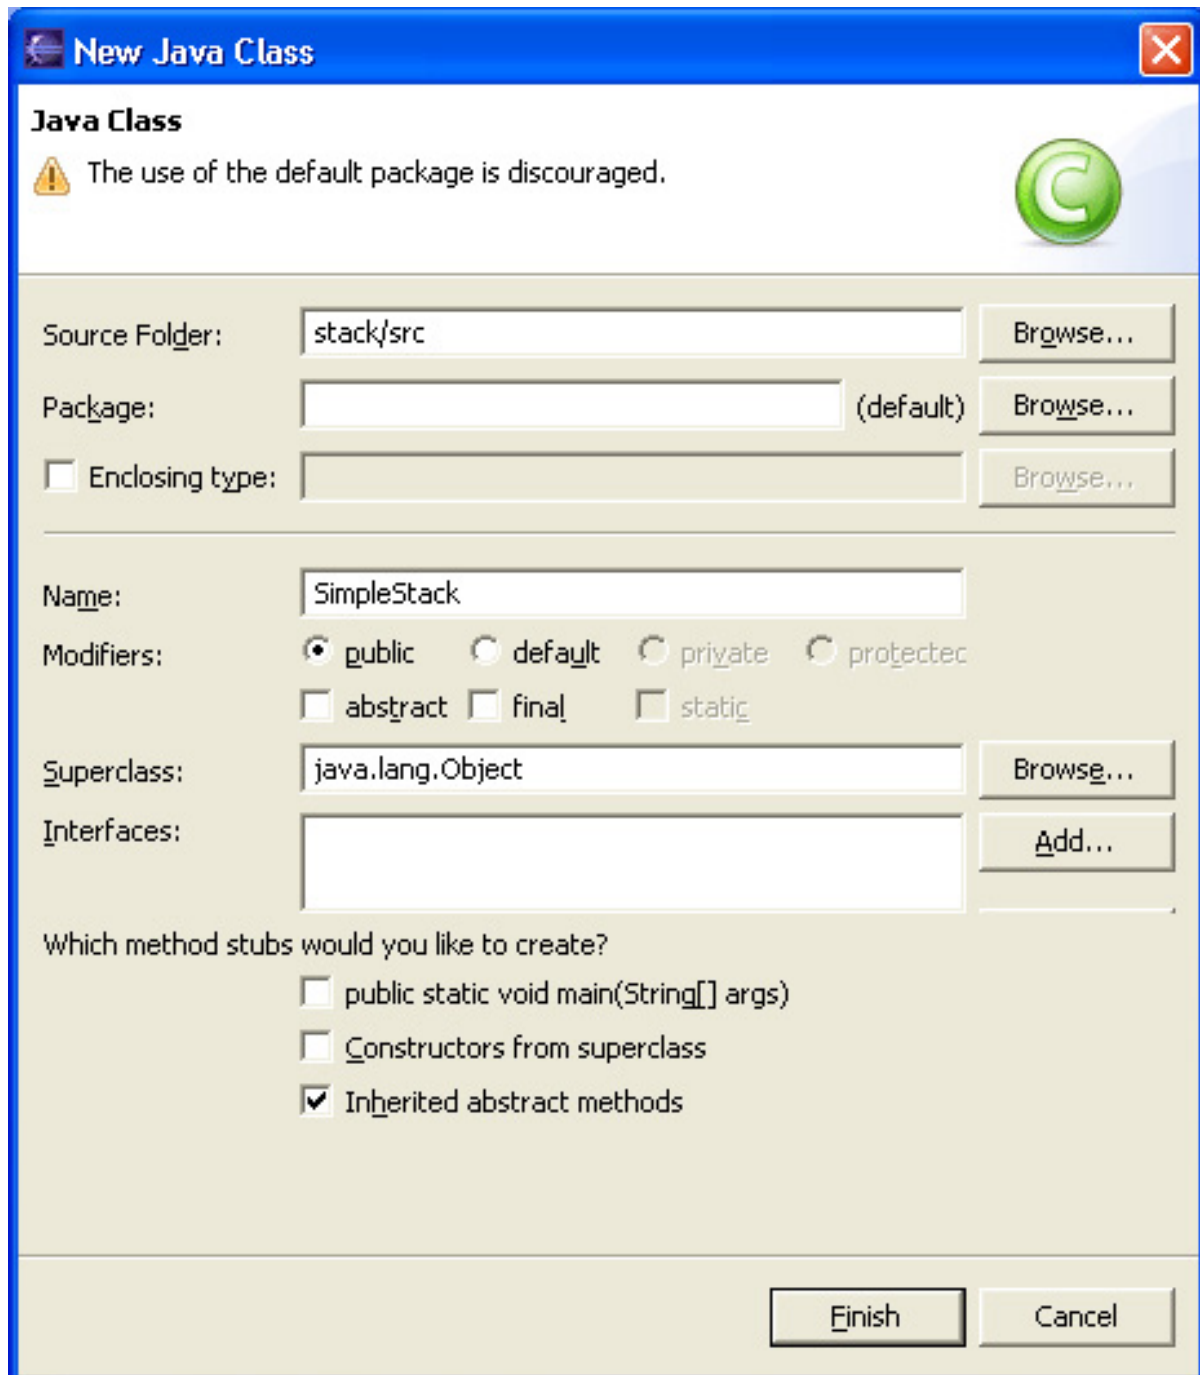 New Java Class
Java Class
The use of the default package is discouraged.
Source Folder: stack/src Browse...
Package: (default) Browse...
Enclosing type: Browse...
Name: SimpleStack
Modifiers: public default private protectec
abstract final static
Superclass: java.lang.Object Browse...
Interfaces: Add...
Which method stubs would you like to create?
public static void main(String[] args)
Constructors from superclass
Inherited abstract methods
Finish Cancel